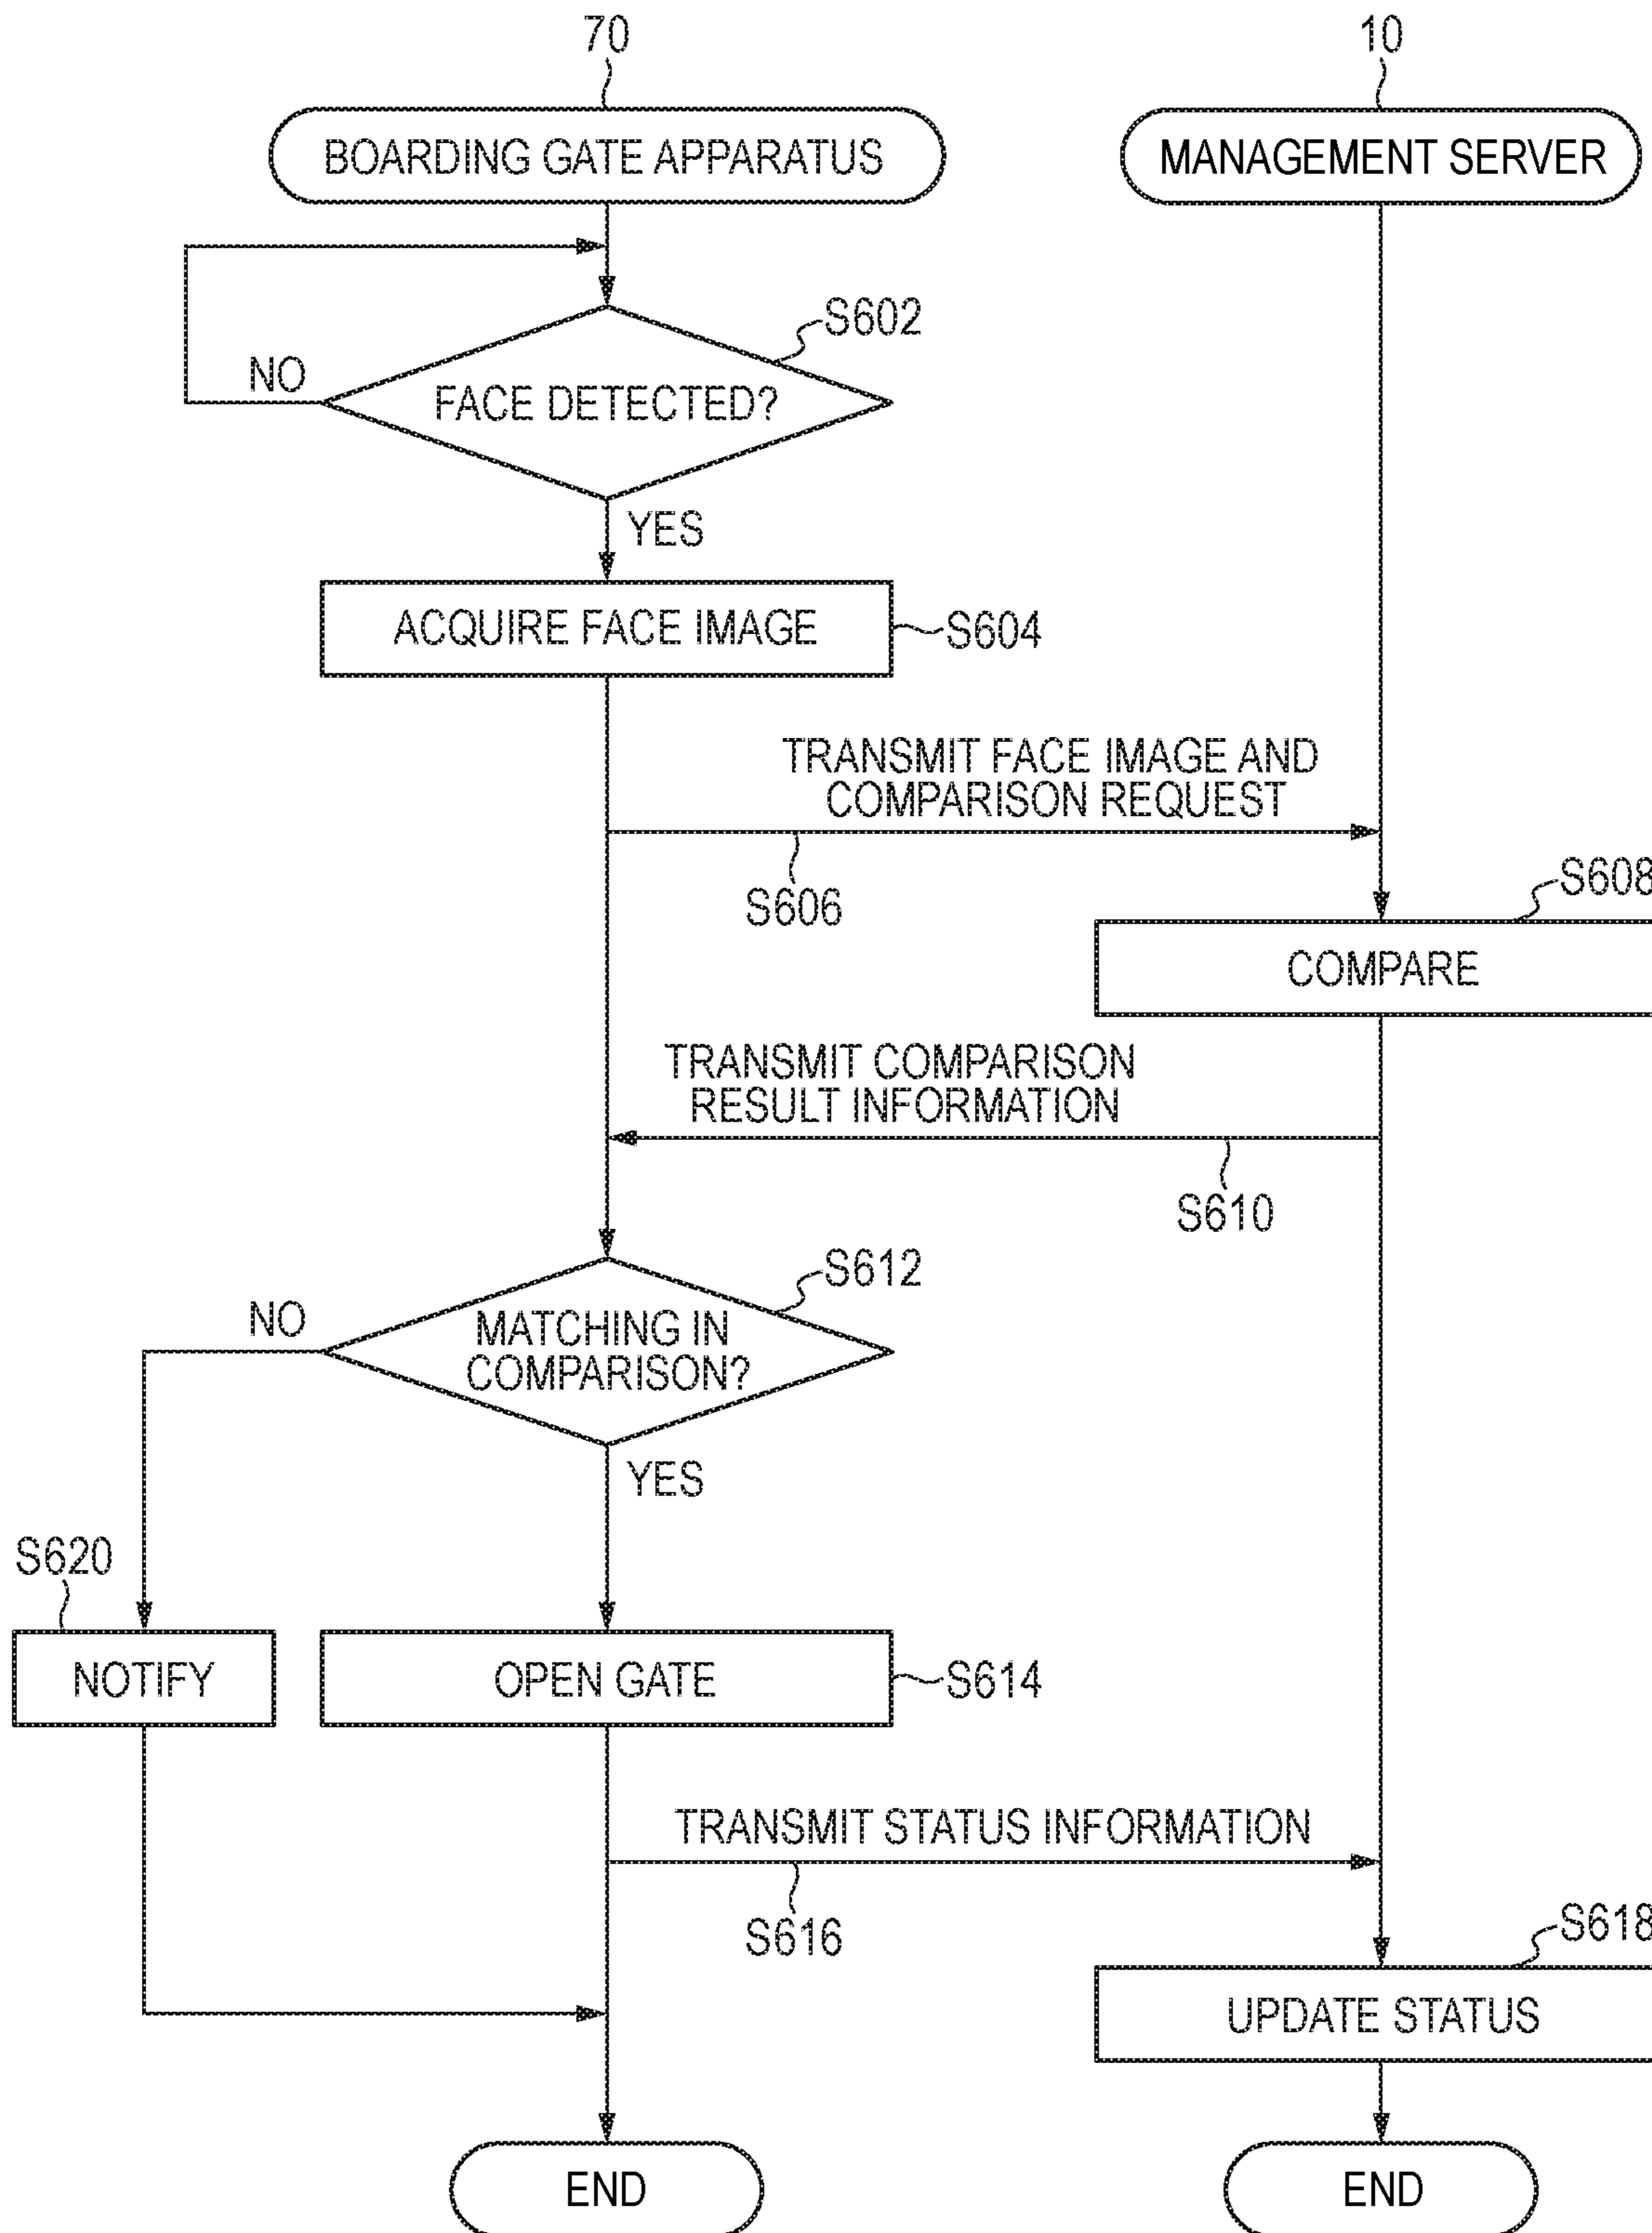 70
10
BOARDING GATE APPARATUS
MANAGEMENT SERVER
S602
NO
FACE DETECTED?
YES
ACQUIRE FACE IMAGE
S604
TRANSMIT FACE IMAGE AND
COMPARISON REQUEST
S606
S608
COMPARE
TRANSMIT COMPARISON
RESULT INFORMATION
S610
S612
NO
MATCHING IN
COMPARISON?
YES
S620
NOTIFY
OPEN GATE
S614
TRANSMIT STATUS INFORMATION
S616
S618
UPDATE STATUS
END
END